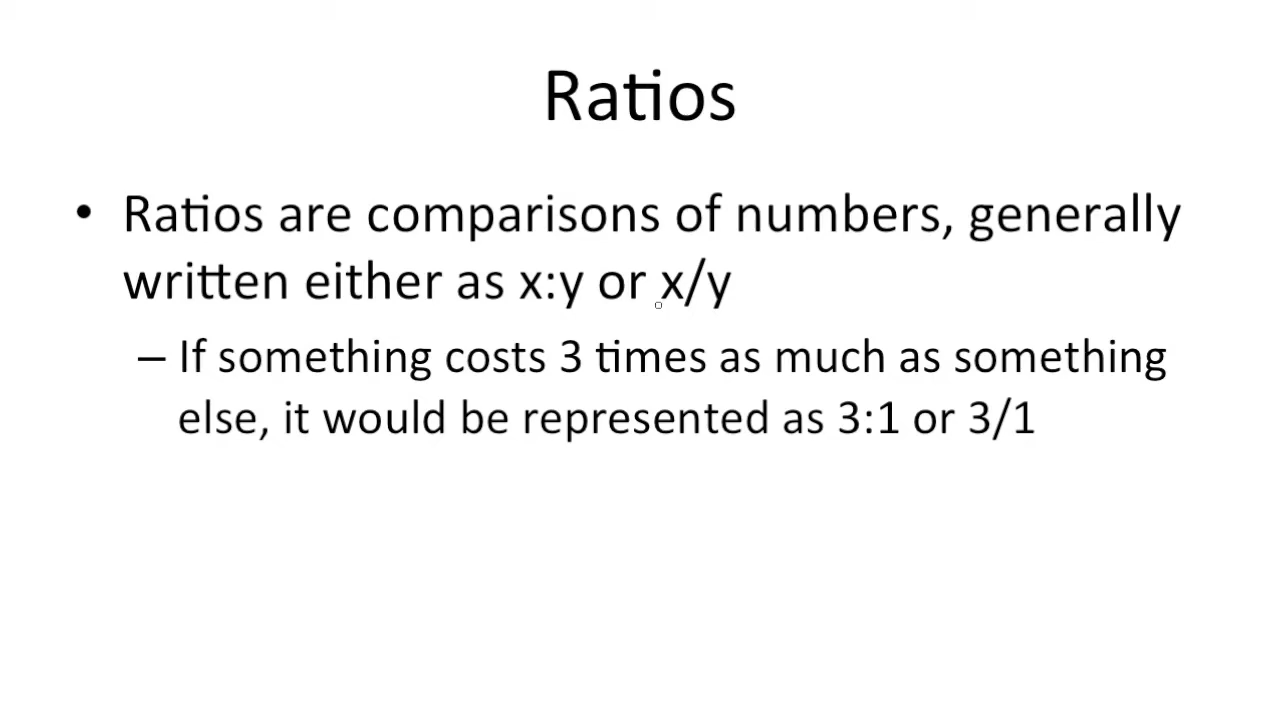 Ratios
• Ratios are comparisons of numbers, generally
written either as x:y or x/y
– If something costs 3 times as much as something
else, it would be represented as 3:1 or 3/1